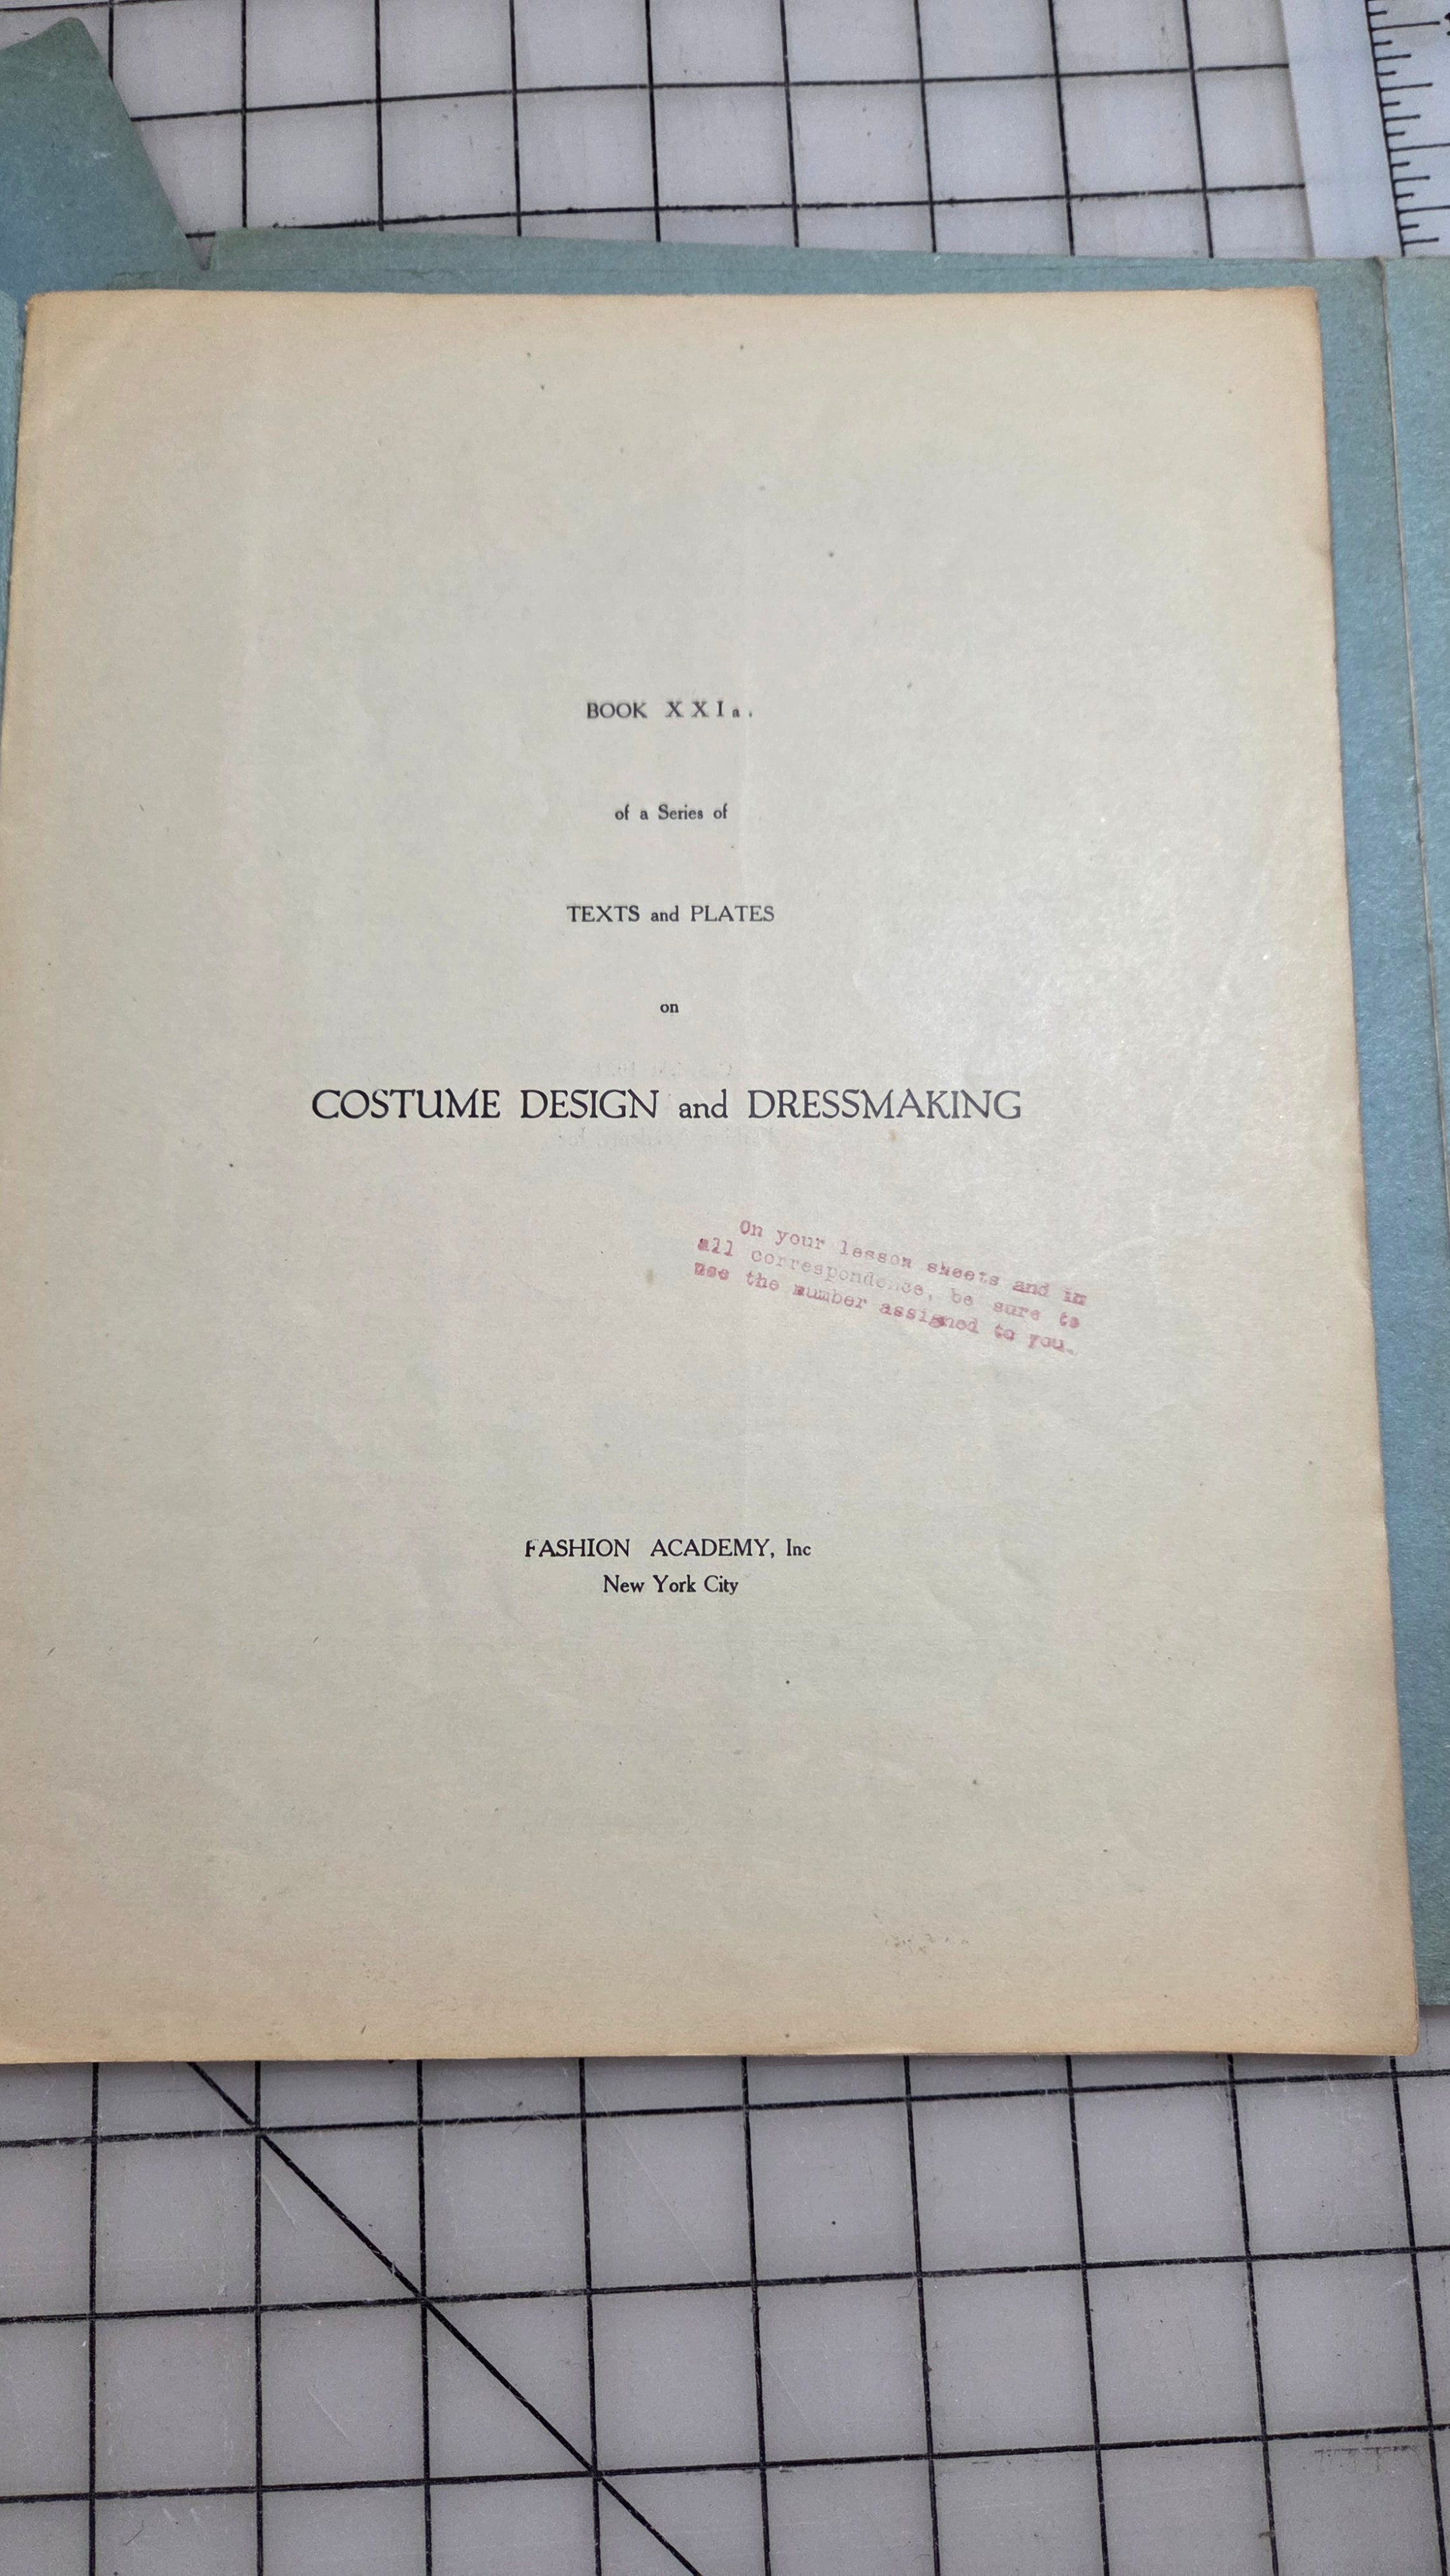 BOOK XXIa.
of a Series of
TEXTS and PLATES
on
COSTUME DESIGN and DRESSMAKING
On your lesson sheets and in
all correspondence, be sure to
use the number assigned to you.
FASHION ACADEMY, Inc
New York City